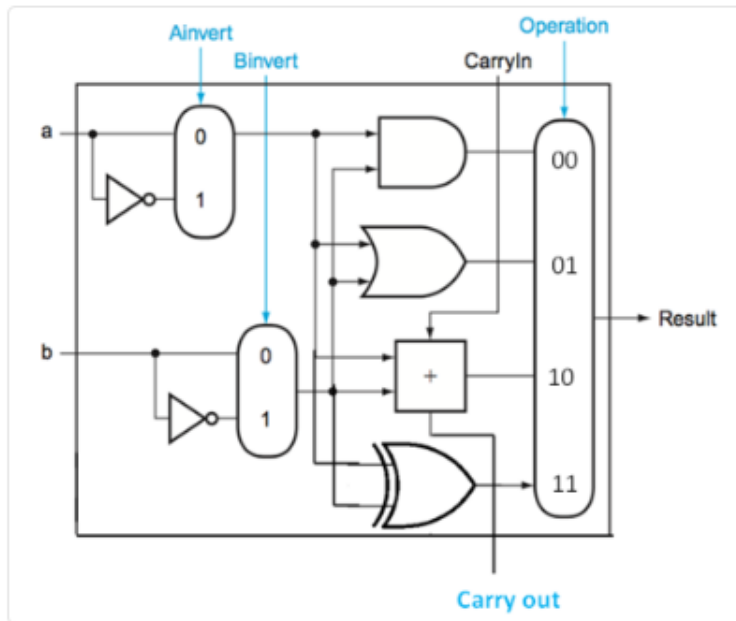 Ainvert
Operation
Binvert
CarryIn
a
0
00
1
01
Result
b
0
+
10
1
11
Carry out